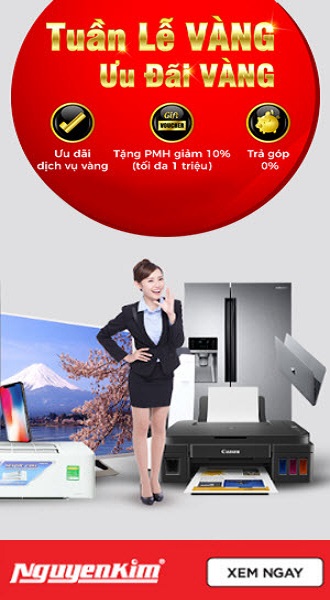 Tuần Lễ VÀNG
Ưu Đãi VÀNG
Gift
VOUCHER
Ưu đãi
dịch vụ vàng
Tặng PMH giảm 10%
(tối đa 1 triệu)
Trả góp
0%
Canon
NguyenKim®
XEM NGAY